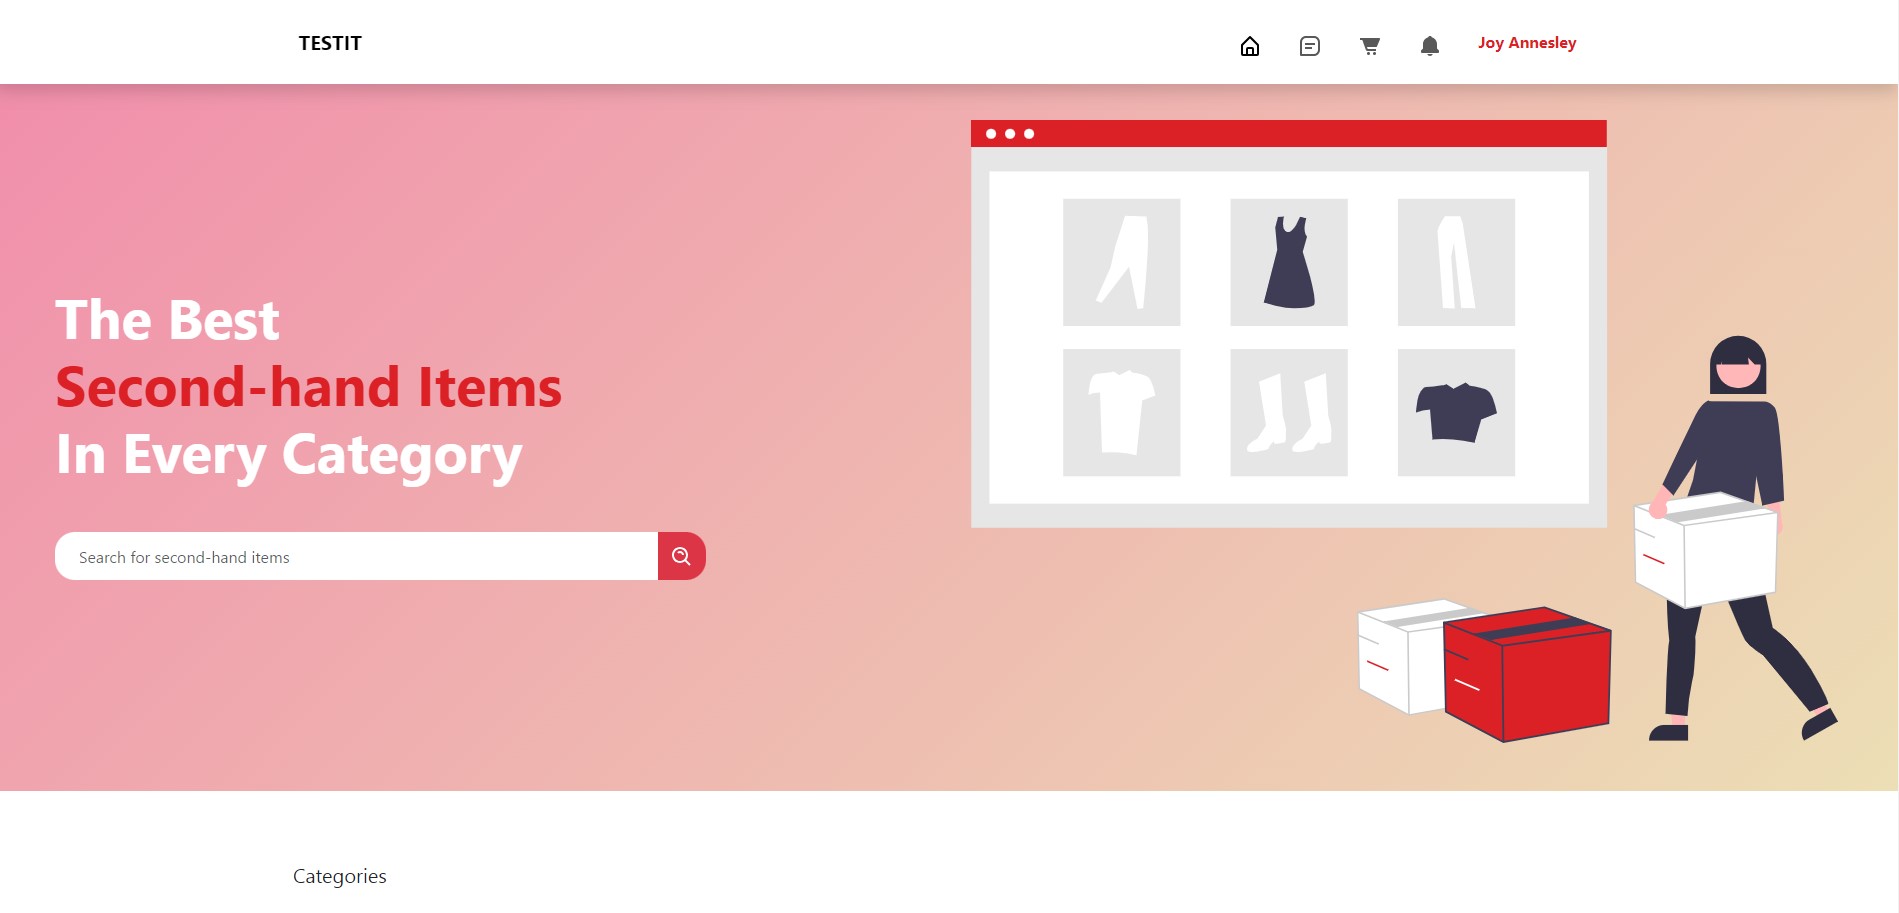 TESTIT
Joy Annesley
The Best
Second-hand Items
In Every Category
Search for second-hand items
Categories